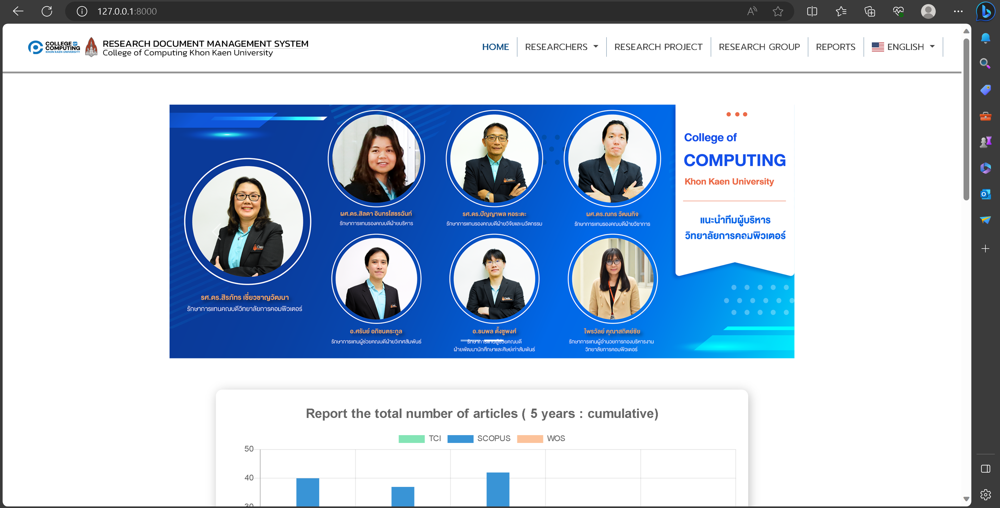 127.0.0.1:8000
COLLEGE OF
COMPUTING
KHON KAEN UNIVERSITY
RESEARCH DOCUMENT MANAGEMENT SYSTEM
College of Computing Khon Kaen University
HOME
RESEARCHERS
RESEARCH PROJECT
RESEARCH GROUP
REPORTS
ENGLISH
ผศ.ดร.สิลดา อินทรโสธรฉันท์
รักษาการแทนรองคณบดีฝ่ายบริหาร
รศ.ดร.ปัญญาพล หอระตะ
รักษาการแทนรองคณบดีฝ่ายวิจัยและนวัตกรรม
ผศ.ดร.ณกร วัฒนกิจ
รักษาการแทนรองคณบดีฝ่ายวิชาการ
รศ.ดร.สิรภัทร เชี่ยวชาญวัฒนา
รักษาการแทนคณบดีวิทยาลัยการคอมพิวเตอร์
อ.ศรันย์ อภิชนตระกูล
รักษาการแทนผู้ช่วยคณบดีฝ่ายวิเทศสัมพันธ์
อ.ธนพล ตั้งชูพงศ์
รักษาการแทนผู้ช่วยคณบดี
ฝ่ายพัฒนานักศึกษาและศิษย์เก่าสัมพันธ์
ไพรวัลย์ คุณาสถิตย์ชัย
รักษาการแทนผู้อำนวยการกองบริหารงาน
วิทยาลัยการคอมพิวเตอร์
College of
COMPUTING
Khon Kaen University
แนะนำทีมผู้บริหาร
วิทยาลัยการคอมพิวเตอร์
Report the total number of articles ( 5 years : cumulative)
TCI
SCOPUS
WOS
50
40
30